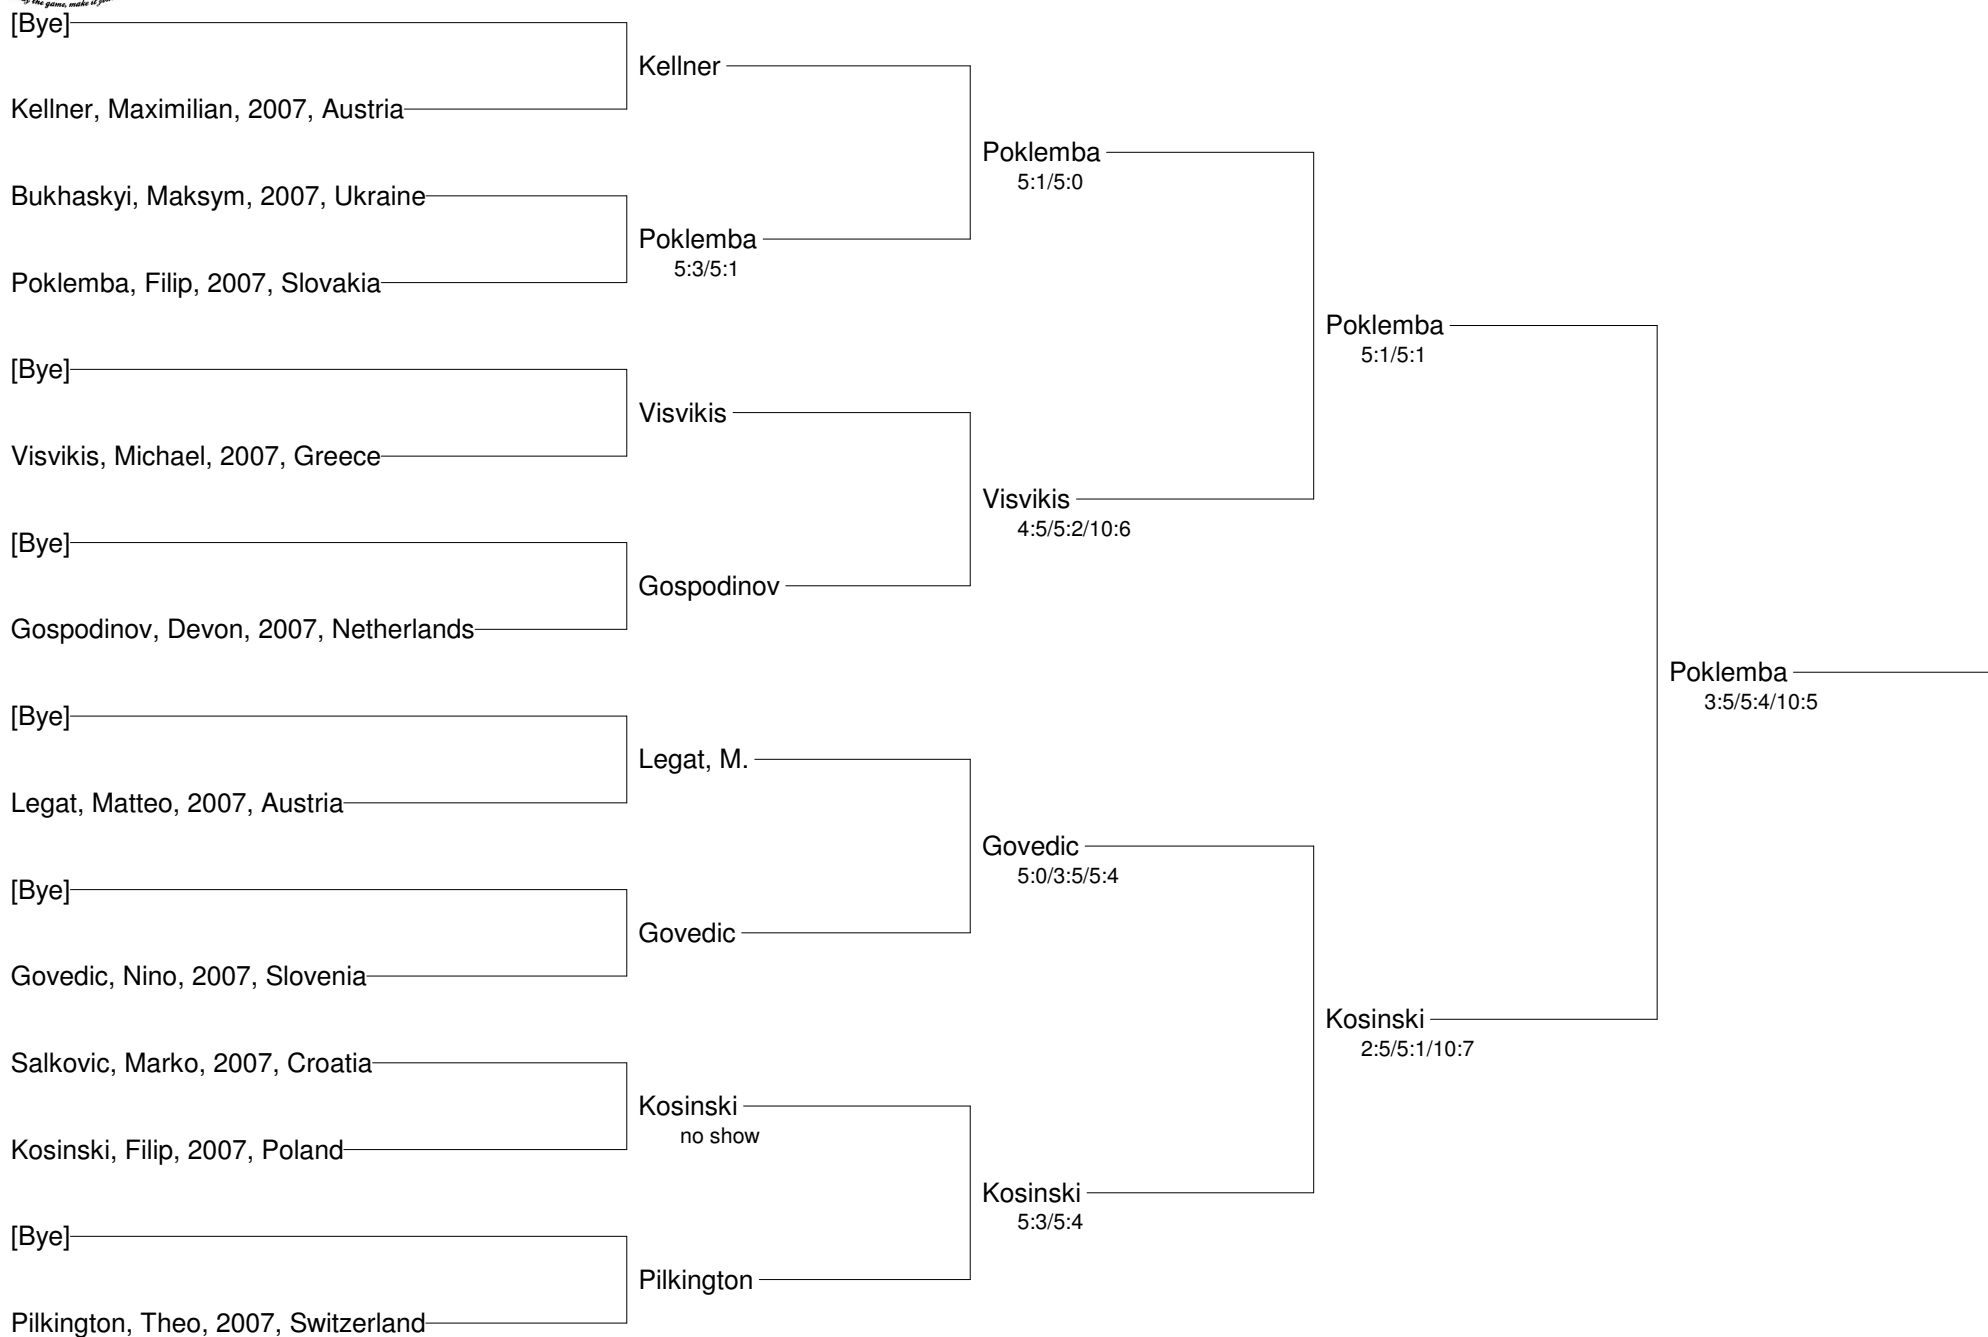 the game, make it
[Bye]
Kellner
Kellner, Maximilian, 2007, Austria
Poklemba
5:1/5:0
Bukhaskyi, Maksym, 2007, Ukraine
Poklemba
5:3/5:1
Poklemba, Filip, 2007, Slovakia
Poklemba
5:1/5:1
[Bye]
Visvikis
Visvikis, Michael, 2007, Greece
Visvikis
4:5/5:2/10:6
[Bye]
Gospodinov
Gospodinov, Devon, 2007, Netherlands
Poklemba
3:5/5:4/10:5
[Bye]
Legat, M.
Legat, Matteo, 2007, Austria
Govedic
5:0/3:5/5:4
[Bye]
Govedic
Govedic, Nino, 2007, Slovenia
Kosinski
2:5/5:1/10:7
Salkovic, Marko, 2007, Croatia
Kosinski
no show
Kosinski, Filip, 2007, Poland
Kosinski
5:3/5:4
[Bye]
Pilkington
Pilkington, Theo, 2007, Switzerland